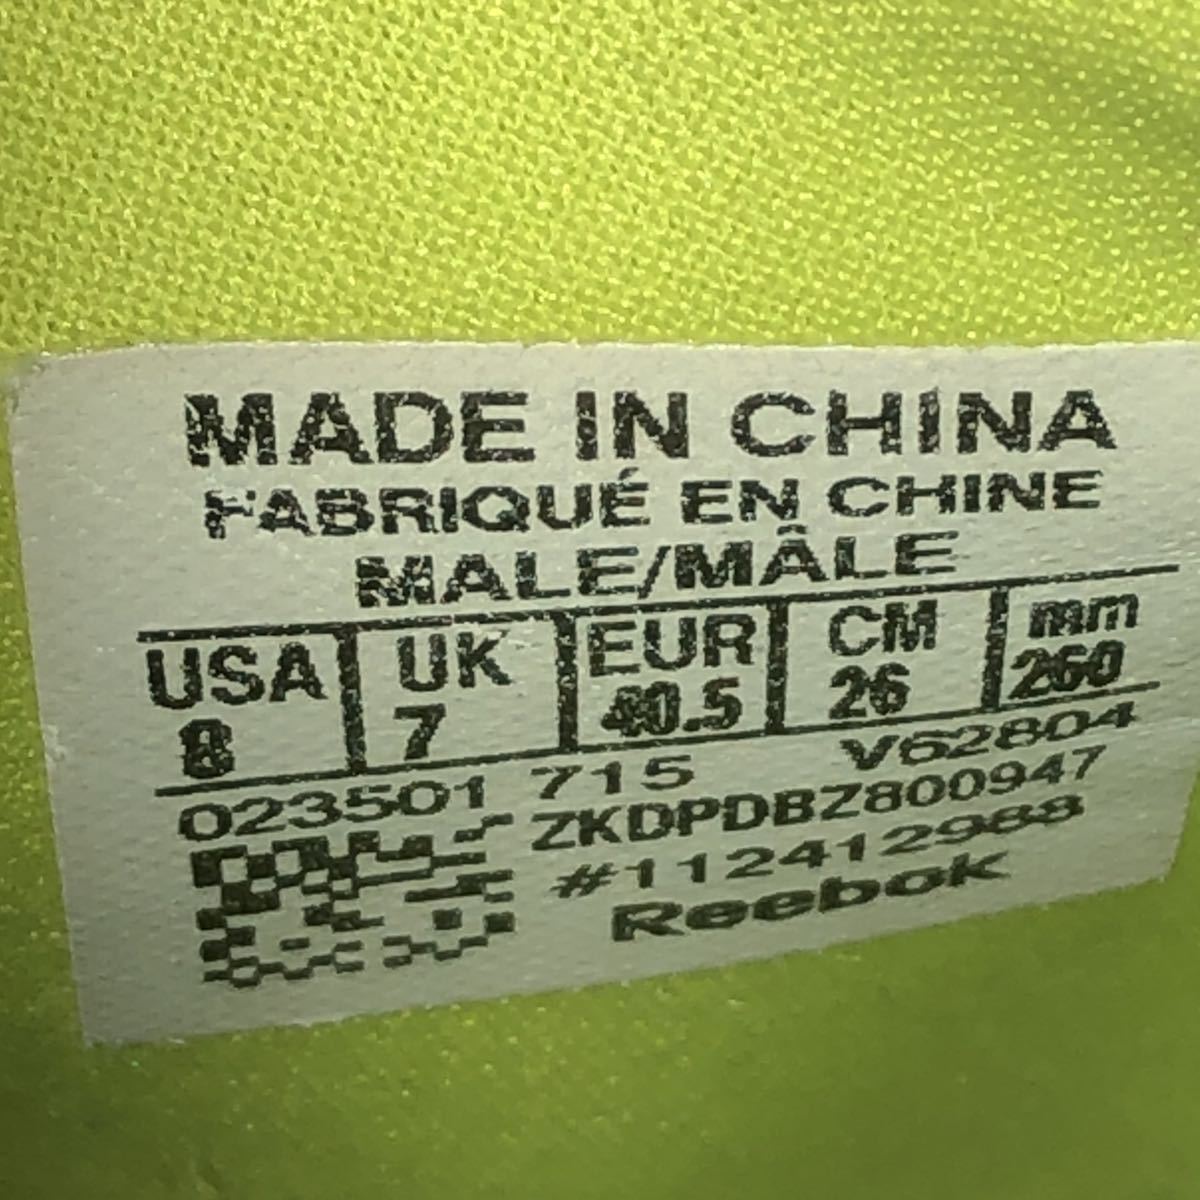 MADE IN CHINA
FABRIQUÉ EN CHINE
MALE/MÂLE
USA UK EUR CM mm
8 7 40.5 26 260
023501 715 V62804
ZKDPDBZ800947
#112412988
Reebok